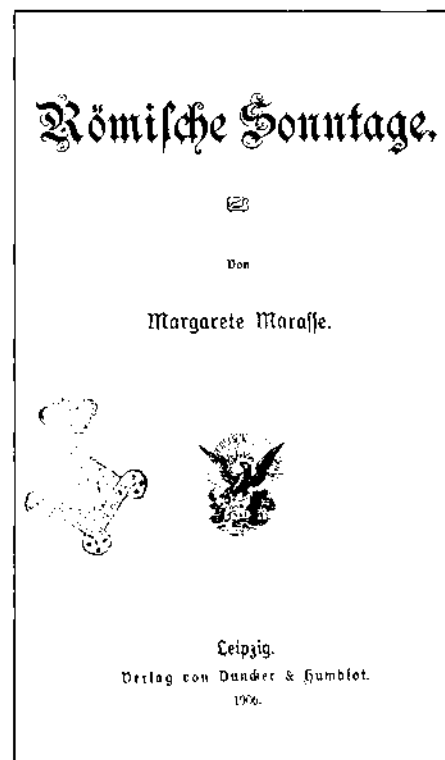 Römische Sonntage.
Von
Margarete Marasse.
Leipzig.
Verlag von Duncker & Humblot.
1906.